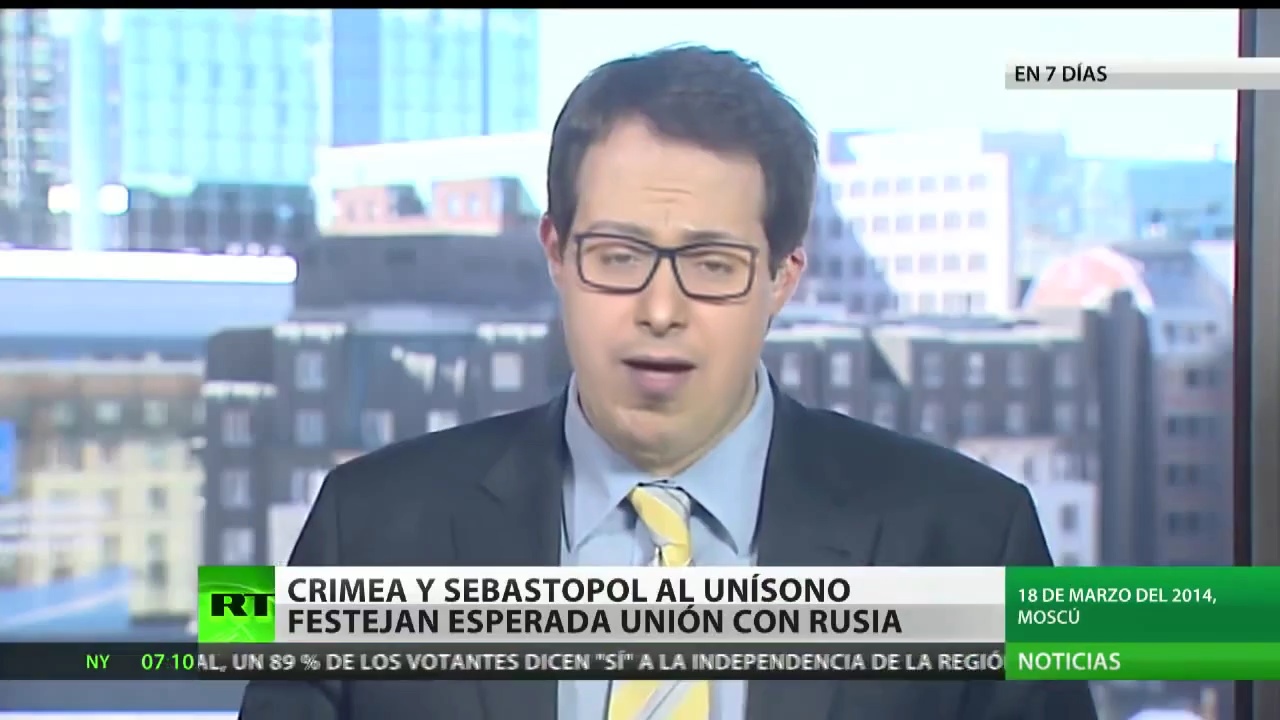 EN 7 DÍAS
RT
CRIMEA Y SEBASTOPOL AL UNÍSONO
FESTEJAN ESPERADA UNIÓN CON RUSIA
18 DE MARZO DEL 2014,
MOSCÚ
NY 07:10 AL, UN 89 % DE LOS VOTANTES DICEN "SÍ" A LA INDEPENDENCIA DE LA REGIÓ
NOTICIAS